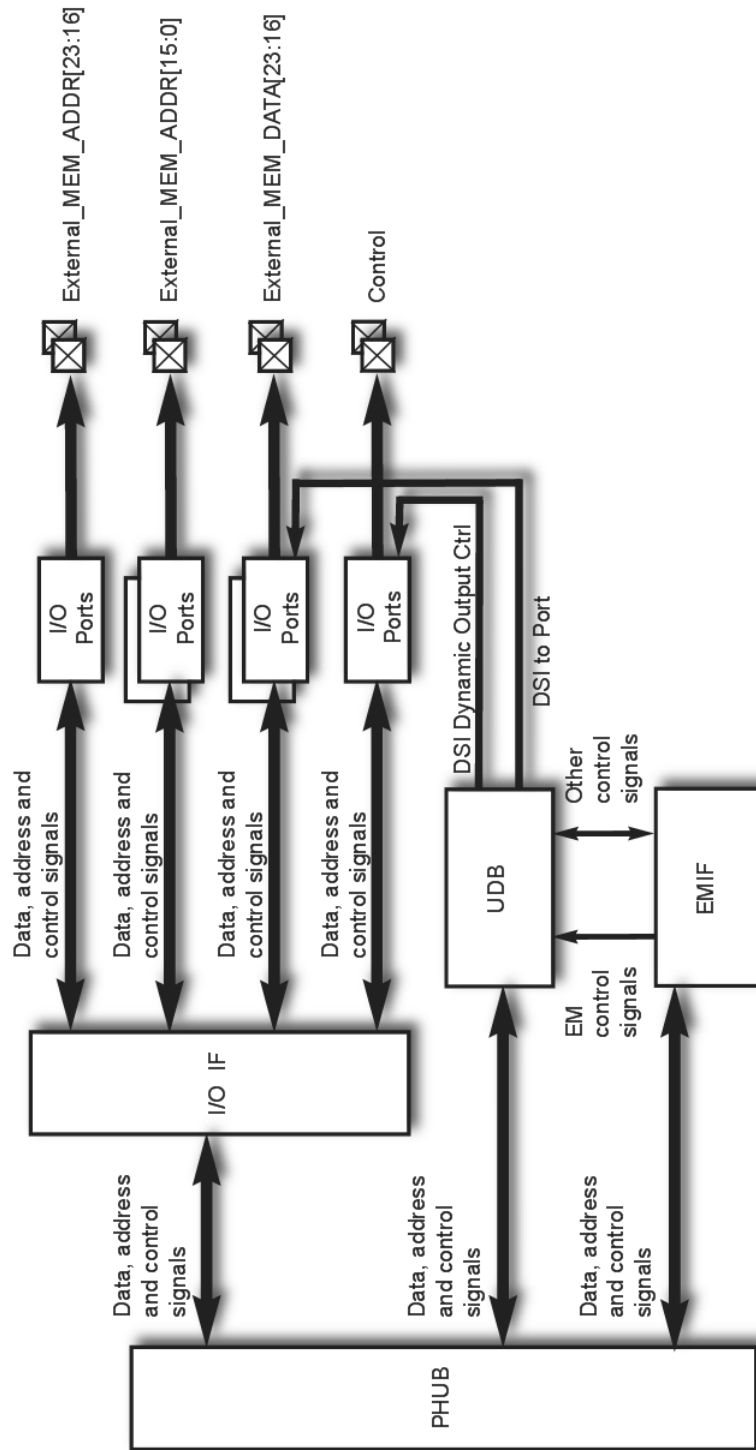 PHUB
Data, address
and control
signals
Data, address
and control
signals
Data, address
and control
signals
I/O IF
Data, address and
control signals
Data, address and
control signals
Data, address and
control signals
Data, address and
control signals
I/O
Ports
I/O
Ports
I/O
Ports
I/O
Ports
External_MEM_ADDR[23:16]
External_MEM_ADDR[15:0]
External_MEM_DATA[23:16]
Control
DSI Dynamic Output Ctrl
DSI to Port
UDB
EM
control
signals
Other
control
signals
EMIF